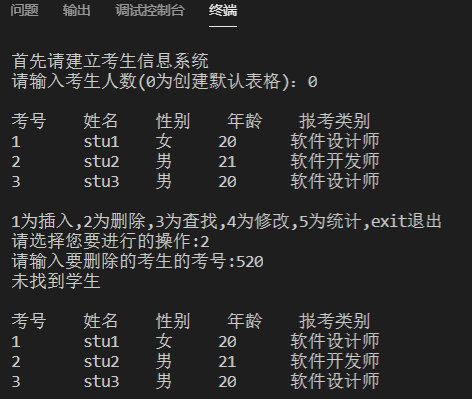 问题 输出 调试控制台 终端
首先请建立考生信息系统
请输入考生人数(0为创建默认表格): 0
考号 姓名 性别 年龄 报考类别
1 stu1 女 20 软件设计师
2 stu2 男 21 软件开发师
3 stu3 男 20 软件设计师
1为插入,2为删除,3为查找,4为修改,5为统计,exit退出
请选择您要进行的操作:2
请输入要删除的考生的考号:520
未找到学生
考号 姓名 性别 年龄 报考类别
1 stu1 女 20 软件设计师
2 stu2 男 21 软件开发师
3 stu3 男 20 软件设计师